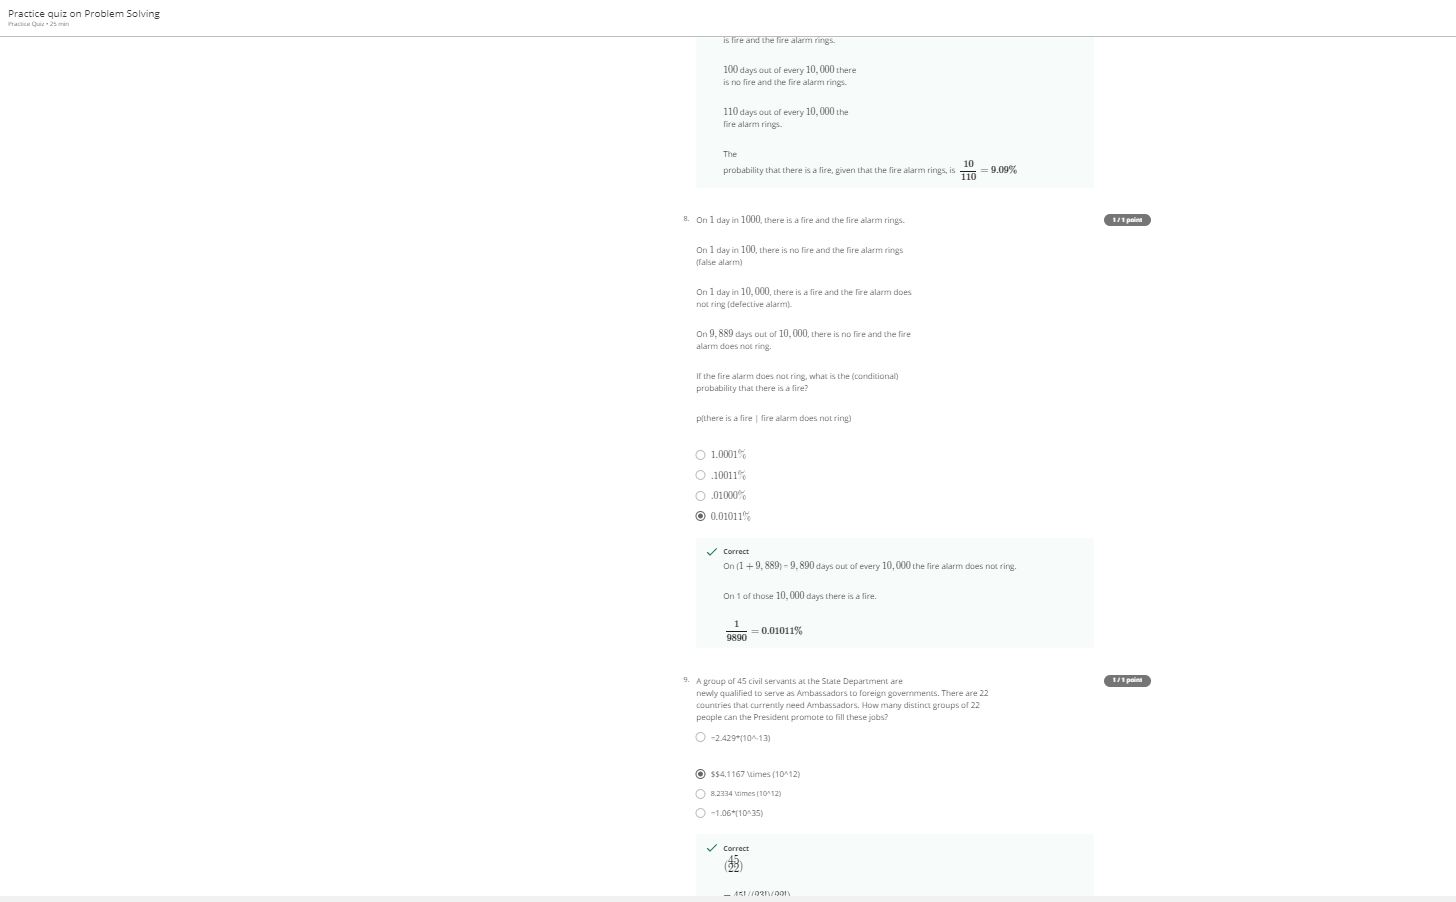 Practice quiz on Problem Solving
Practice Quiz • 25 min
is fire and the fire alarm rings.
100 days out of every 10,000 there
is no fire and the fire alarm rings.
110 days out of every 10,000 the
fire alarm rings.
The
probability that there is a fire, given that the fire alarm rings, is 10/110 = 9.09%
8. On 1 day in 1000, there is a fire and the fire alarm rings.
1 / 1 point
On 1 day in 100, there is no fire and the fire alarm rings
(false alarm)
On 1 day in 10,000, there is a fire and the fire alarm does
not ring (defective alarm).
On 9,889 days out of 10,000, there is no fire and the fire
alarm does not ring.
If the fire alarm does not ring, what is the (conditional)
probability that there is a fire?
p(there is a fire | fire alarm does not ring)
1.0001%
.10011%
.01000%
0.01011%
Correct
On (1 + 9,889) = 9,890 days out of every 10,000 the fire alarm does not ring.
On 1 of those 10,000 days there is a fire.
1/9890 = 0.01011%
9. A group of 45 civil servants at the State Department are
1 / 1 point
newly qualified to serve as Ambassadors to foreign governments. There are 22
countries that currently need Ambassadors. How many distinct groups of 22
people can the President promote to fill these jobs?
=2.429*(10^-13)
$$4.1167 \times (10^12)
8.2334 \times (10^12)
=1.06*(10^35)
Correct
(45
22)
= 45!/(23!)(22!)